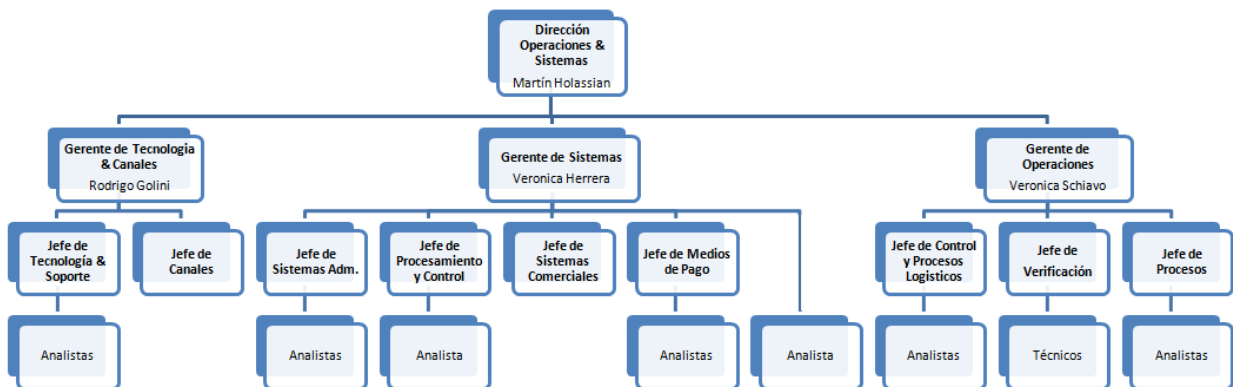 Dirección
Operaciones &
Sistemas
Martín Holassian
Gerente de Tecnologia
& Canales
Rodrigo Golini
Gerente de Sistemas
Veronica Herrera
Gerente de
Operaciones
Veronica Schiavo
Jefe de
Tecnología &
Soporte
Jefe de
Canales
Jefe de
Sistemas Adm.
Jefe de
Procesamiento
y Control
Jefe de
Sistemas
Comerciales
Jefe de Medios
de Pago
Jefe de Control
y Procesos
Logisticos
Jefe de
Verificación
Jefe de
Procesos
Analistas
Analistas
Analista
Analistas
Analista
Analistas
Técnicos
Analistas